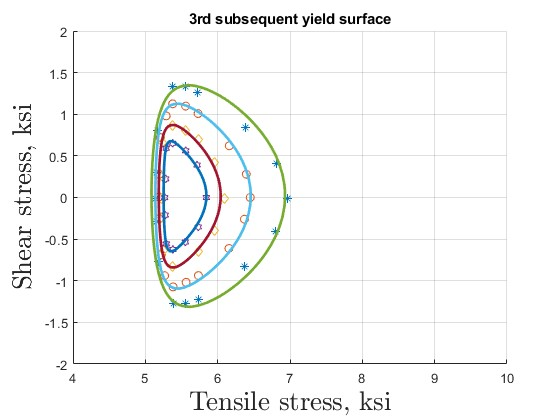 3rd subsequent yield surface
2
1.5
1
0.5
0
-0.5
-1
-1.5
-2
4 5 6 7 8 9 10
Shear stress, ksi
Tensile stress, ksi